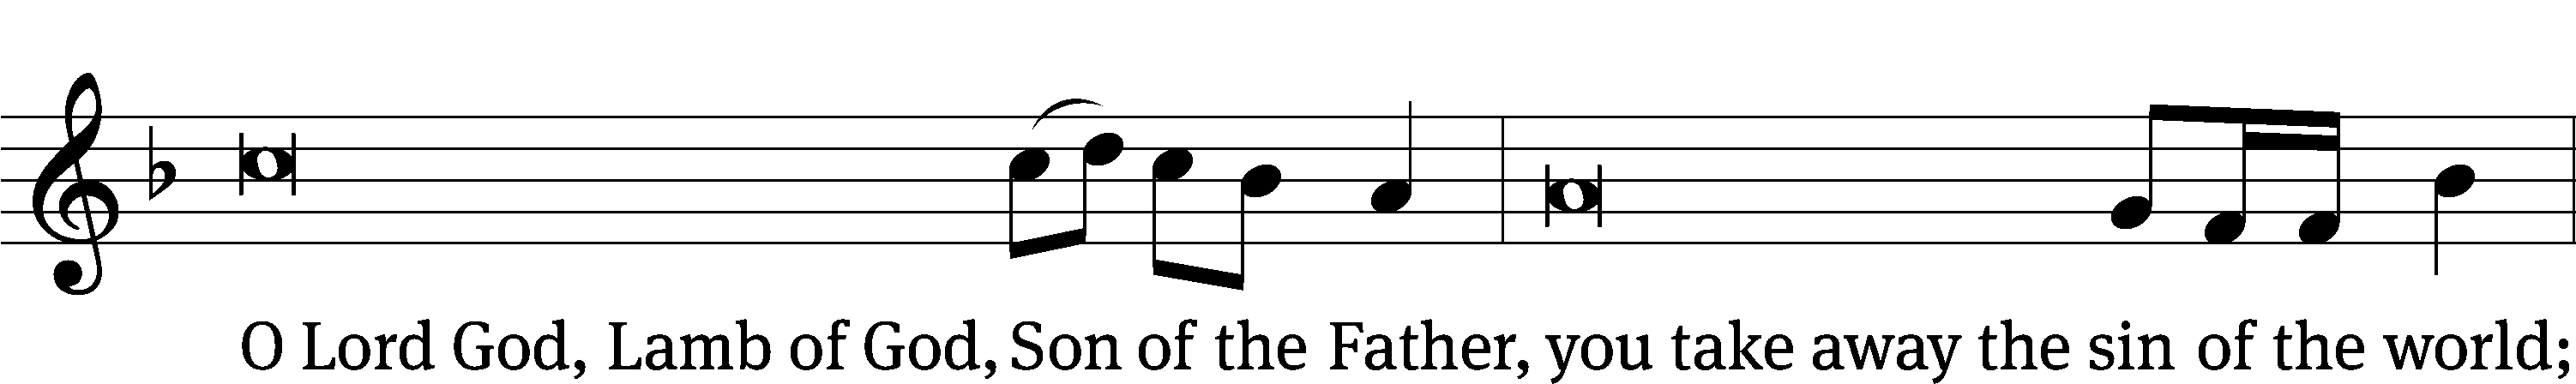 O Lord God, Lamb of God, Son of the Father, you take away the sin of the world;